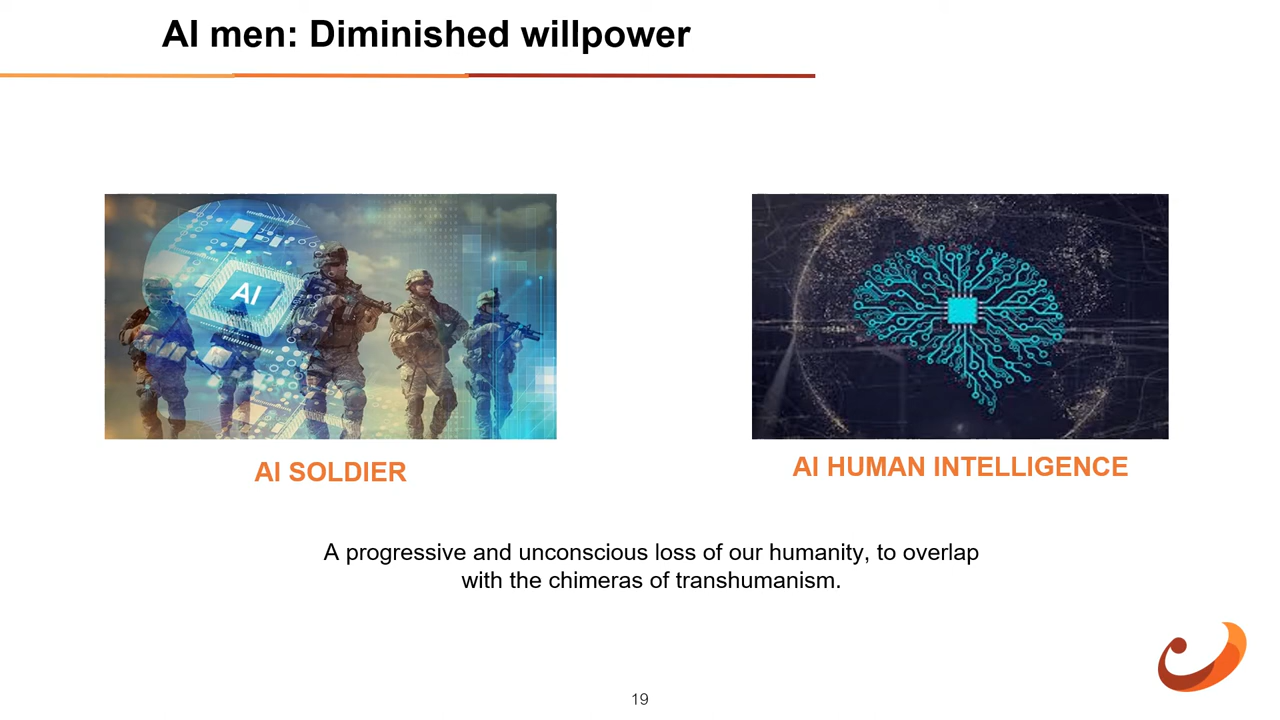 AI men: Diminished willpower
AI
AI SOLDIER
AI HUMAN INTELLIGENCE
A progressive and unconscious loss of our humanity, to overlap
with the chimeras of transhumanism.
19